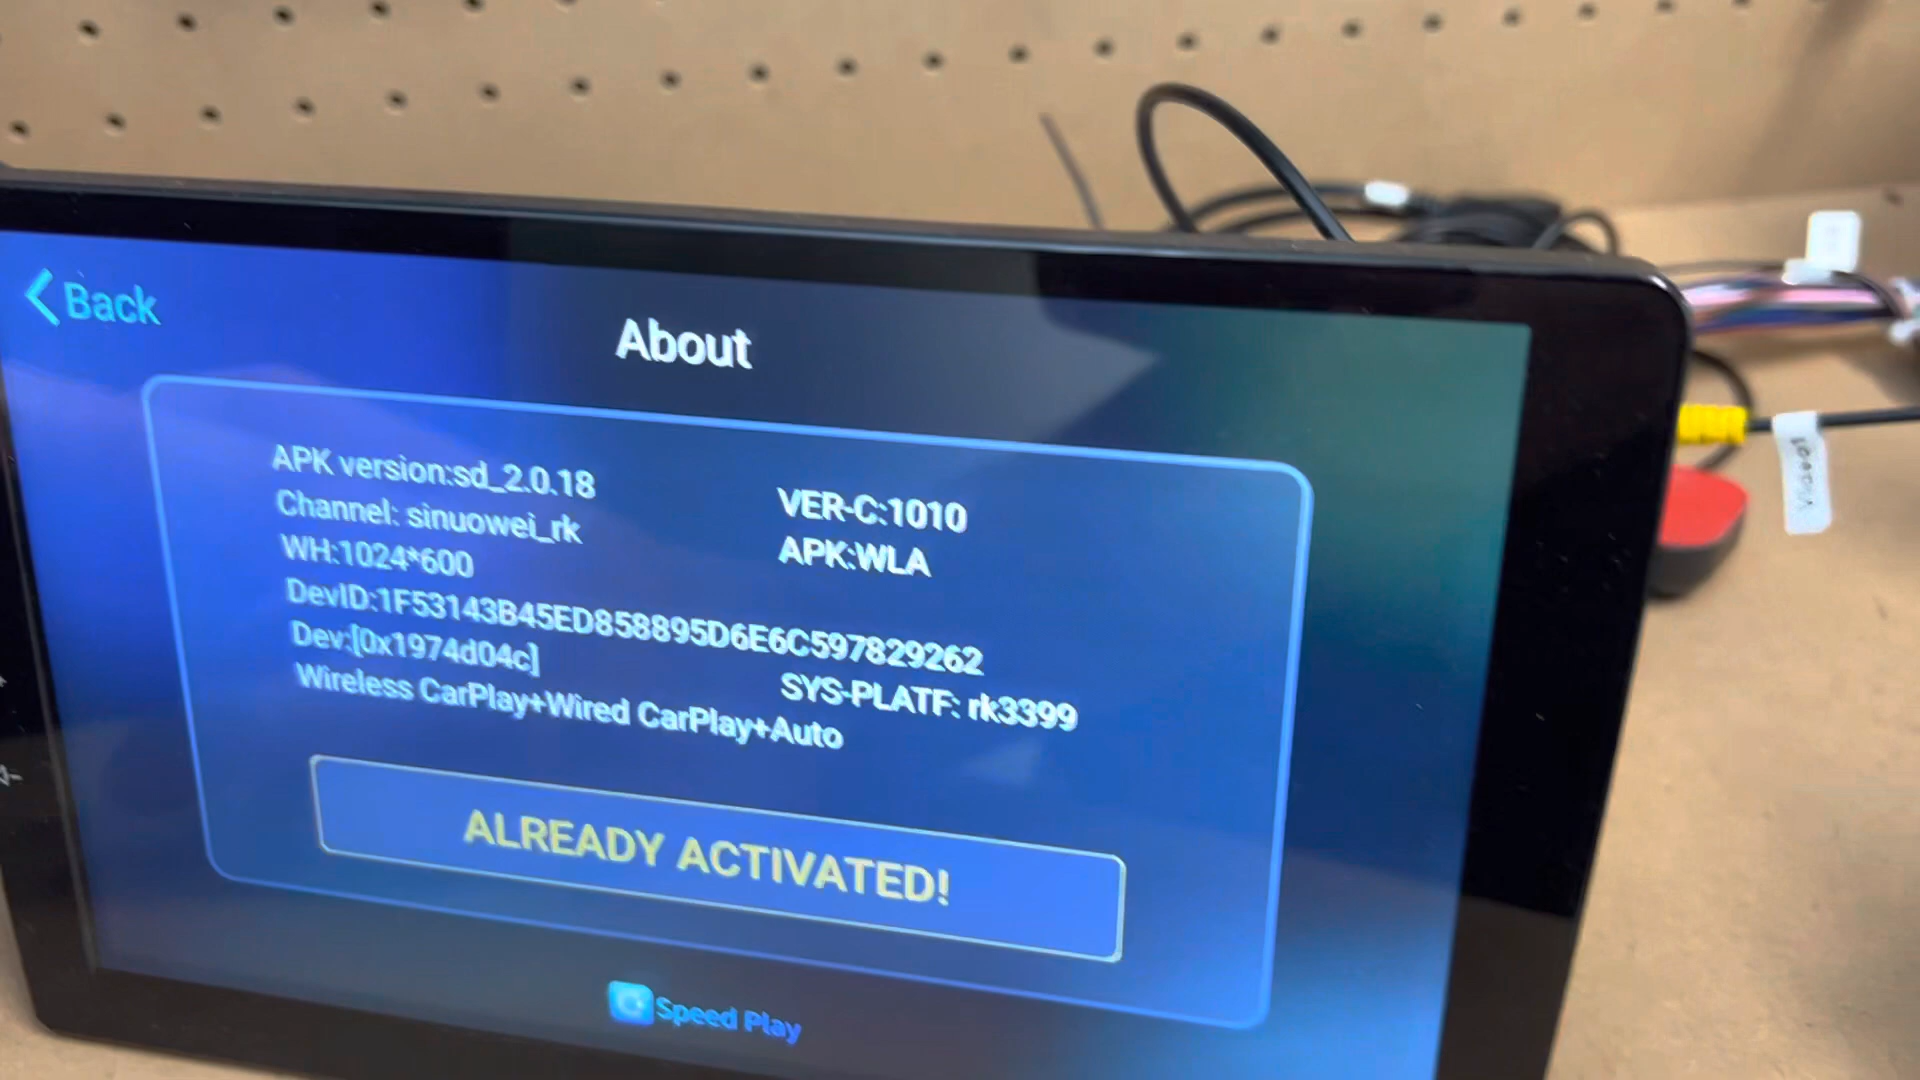 Back
About
APK version:sd_2.0.18
VER-C:1010
Channel: sinuowei_rk
APK:WLA
WH:1024*600
DevID:1F53143B45ED858895D6E6C597829262
Dev:[0x1974d04c]
SYS-PLATF: rk3399
Wireless CarPlay+Wired CarPlay+Auto
ALREADY ACTIVATED!
Speed Play